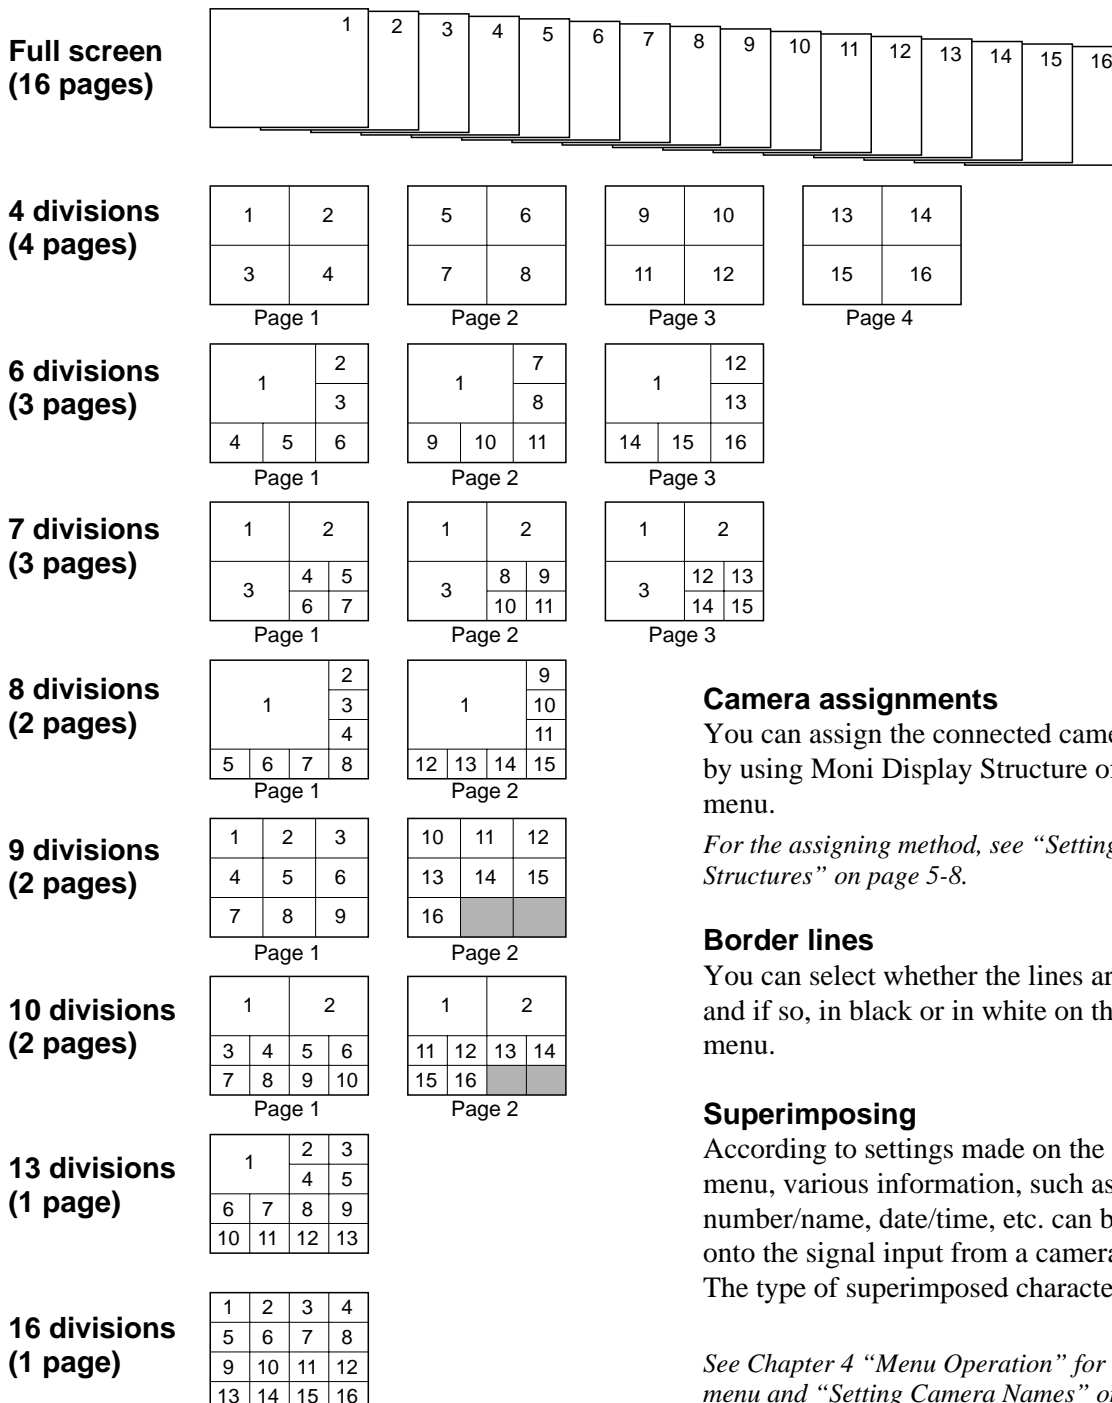 Full screen
(16 pages)
1 2 3 4 5 6 7 8 9 10 11 12 13 14 15 16
4 divisions
(4 pages)
1 2
3 4
Page 1
5 6
7 8
Page 2
9 10
11 12
Page 3
13 14
15 16
Page 4
6 divisions
(3 pages)
1 2
3
4 5 6
Page 1
1 7
8
9 10 11
Page 2
1 12
13
14 15 16
Page 3
7 divisions
(3 pages)
1 2
3 4 5
6 7
Page 1
1 2
3 8 9
10 11
Page 2
1 2
3 12 13
14 15
Page 3
8 divisions
(2 pages)
1 2
3
4
5 6 7 8
Page 1
1 9
10
11
12 13 14 15
Page 2
9 divisions
(2 pages)
1 2 3
4 5 6
7 8 9
Page 1
10 11 12
13 14 15
16
Page 2
10 divisions
(2 pages)
1 2
3 4 5 6
7 8 9 10
Page 1
1 2
11 12 13 14
15 16
Page 2
13 divisions
(1 page)
1 2 3
4 5
6 7 8 9
10 11 12 13
16 divisions
(1 page)
1 2 3 4
5 6 7 8
9 10 11 12
13 14 15 16
Camera assignments
You can assign the connected
by using Moni Display Structure
menu.
For the assigning method, see “Setting
Structures” on page 5-8.
Border lines
You can select whether the lines
and if so, in black or in white on
menu.
Superimposing
According to settings made on the
menu, various information, such as
number/name, date/time, etc. can
onto the signal input from a camera
The type of superimposed
See Chapter 4 “Menu Operation” for
menu and “Setting Camera Names”